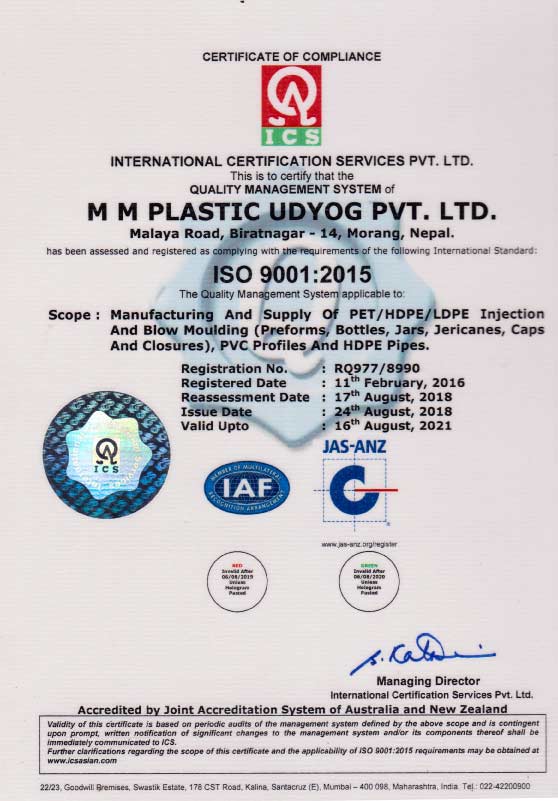 CERTIFICATE OF COMPLIANCE
ICS
INTERNATIONAL CERTIFICATION SERVICES PVT. LTD.
This is to certify that the
QUALITY MANAGEMENT SYSTEM of
M M PLASTIC UDYOG PVT. LTD.
Malaya Road, Biratnagar - 14, Morang, Nepal.
has been assessed and registered as complying with the requirements of the following International Standard:
ISO 9001:2015
The Quality Management System applicable to:
Scope : Manufacturing And Supply Of PET/HDPE/LDPE Injection
And Blow Moulding (Preforms, Bottles, Jars, Jericanes, Caps
And Closures), PVC Profiles And HDPE Pipes.
Registration No. : RQ977/8990
Registered Date : 11th February, 2016
Reassessment Date : 17th August, 2018
Issue Date : 24th August, 2018
Valid Upto : 16th August, 2021
ICS
MEMBER OF MULTILATERAL
IAF
RECOGNITION ARRANGEMENT
JAS-ANZ
www.jas-anz.org/register
RED
Invalid After
06/08/2019
Unless
Hologram
Pasted
GREEN
Invalid After
06/08/2020
Unless
Hologram
Pasted
Managing Director
International Certification Services Pvt. Ltd.
Accredited by Joint Accreditation System of Australia and New Zealand
Validity of this certificate is based on periodic audits of the management system defined by the above scope and is contingent
upon prompt, written notification of significant changes to the management system and/or its components thereof shall be
immediately communicated to ICS.
Further clarifications regarding the scope of this certificate and the applicability of ISO 9001:2015 requirements may be obtained at
www.icsasian.com
22/23, Goodwill Premises, Swastik Estate, 178 CST Road, Kalina, Santacruz (E), Mumbai – 400 098, Maharashtra, India. Tel.: 022-42200900